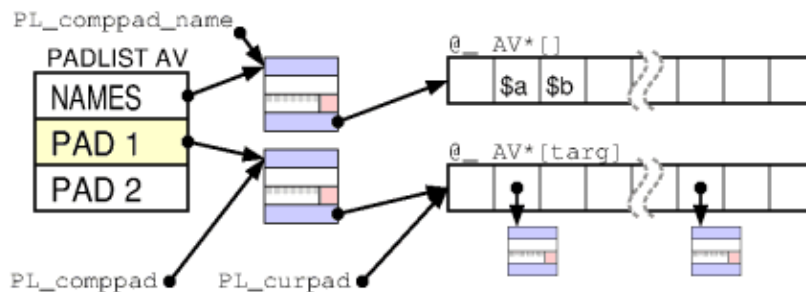 PL_comppad_name
PADLIST AV
NAMES
PAD 1
PAD 2
@_ AV*[]
$a $b
@_ AV*[targ]
PL_comppad
PL_curpad